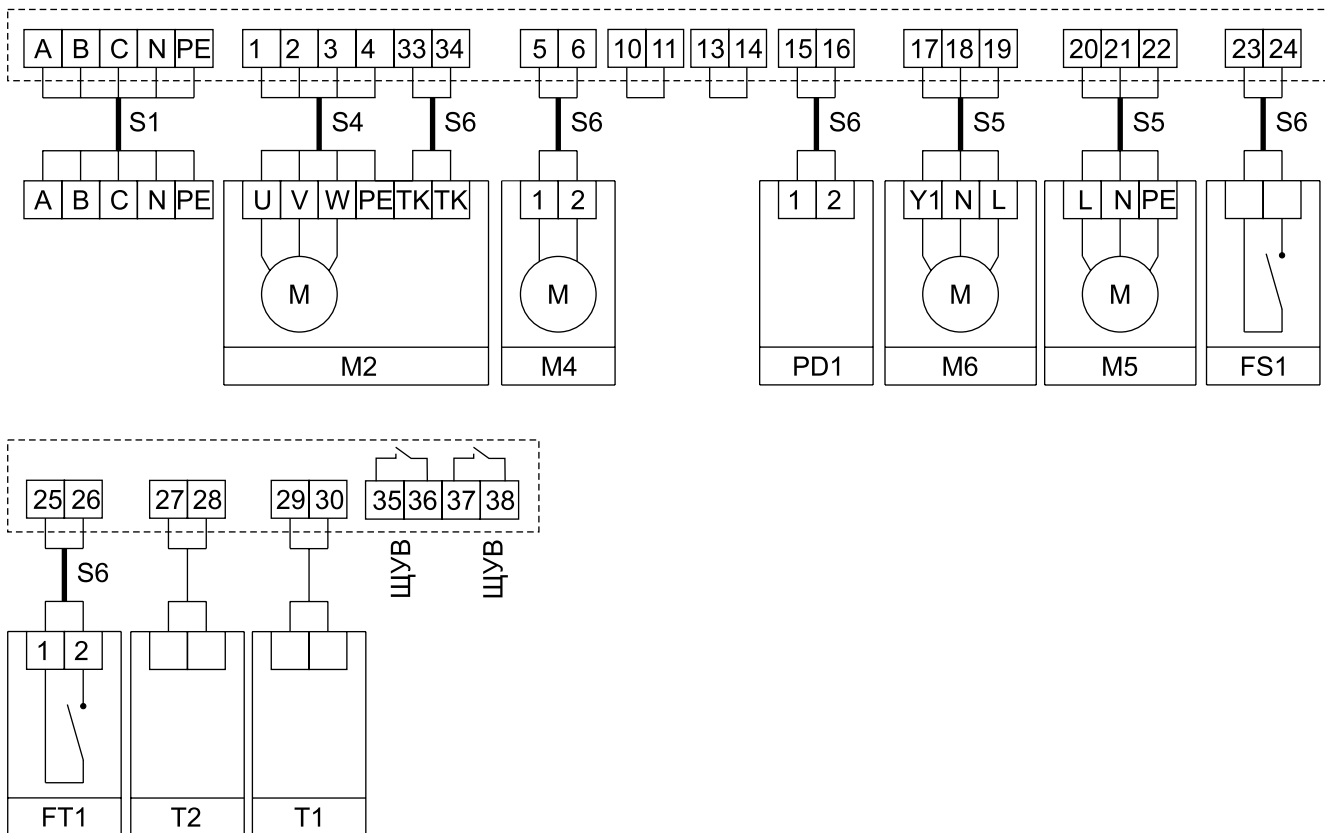 A B C N PE 1 2 3 4 33 34 5 6 10 11 13 14 15 16 17 18 19 20 21 22 23 24
S1 S4 S6 S6 S6 S5 S5 S6
A B C N PE U V W PE TK TK 1 2 1 2 Y1 N L L N PE
M M M M
M2 M4 PD1 M6 M5 FS1
25 26 27 28 29 30 35 36 37 38
ЩУВ ЩУВ
S6
1 2
FT1 T2 T1